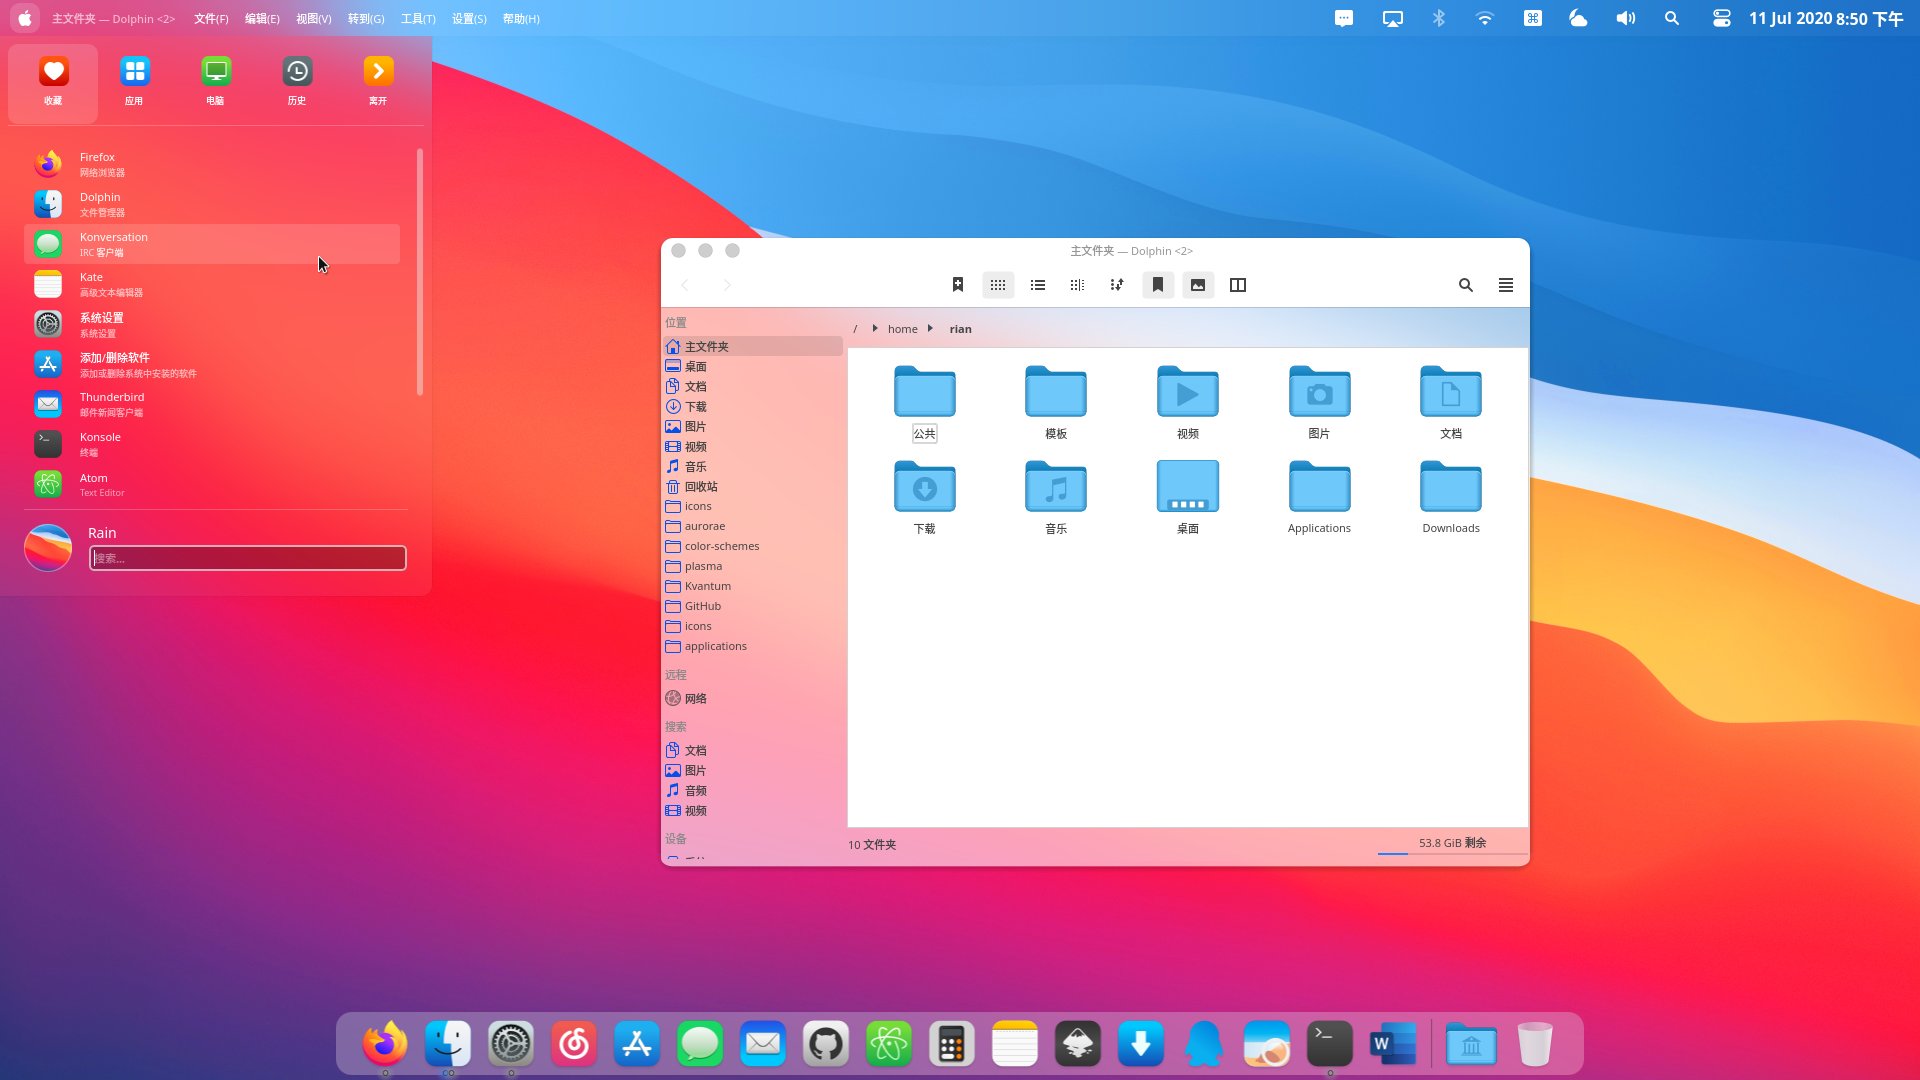 主文件夹 — Dolphin <2> 文件(F) 编辑(E) 视图(V) 转到(G) 工具(T) 设置(S) 帮助(H)
11 Jul 2020 8:50 下午
收藏 应用 电脑 历史 离开
Firefox
网络浏览器
Dolphin
文件管理器
Konversation
IRC 客户端
Kate
高级文本编辑器
系统设置
系统设置
添加/删除软件
添加或删除系统中安装的软件
Thunderbird
邮件新闻客户端
Konsole
终端
Atom
Text Editor
Rain
搜索...
主文件夹 — Dolphin <2>
位置
主文件夹
桌面
文档
下载
图片
视频
音乐
回收站
icons
aurorae
color-schemes
plasma
Kvantum
GitHub
icons
applications
远程
网络
搜索
文档
图片
音频
视频
设备
/ home rian
公共 模板 视频 图片 文档
下载 音乐 桌面 Applications Downloads
10 文件夹
53.8 GiB 剩余
W